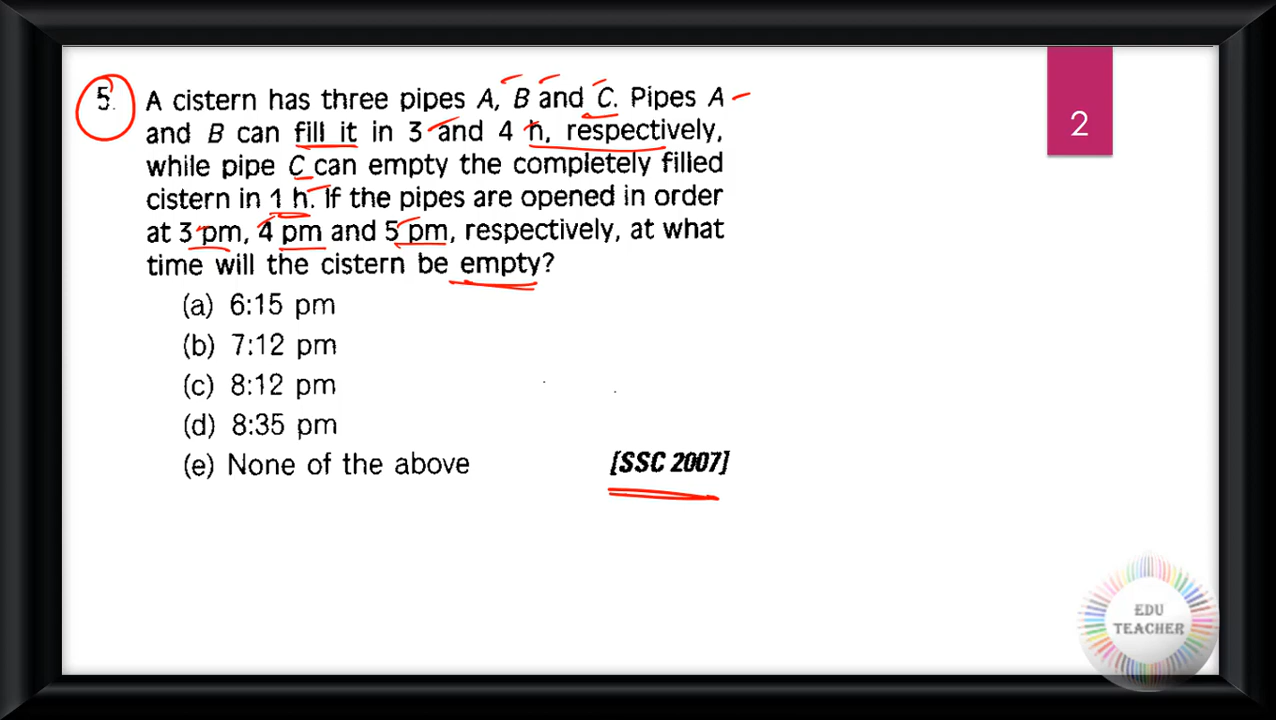 2
5. A cistern has three pipes A, B and C. Pipes A
and B can fill it in 3 and 4 h, respectively,
while pipe C can empty the completely filled
cistern in 1 h. If the pipes are opened in order
at 3 pm, 4 pm and 5 pm, respectively, at what
time will the cistern be empty?
(a) 6:15 pm
(b) 7:12 pm
(c) 8:12 pm
(d) 8:35 pm
(e) None of the above [SSC 2007]
EDU
TEACHER